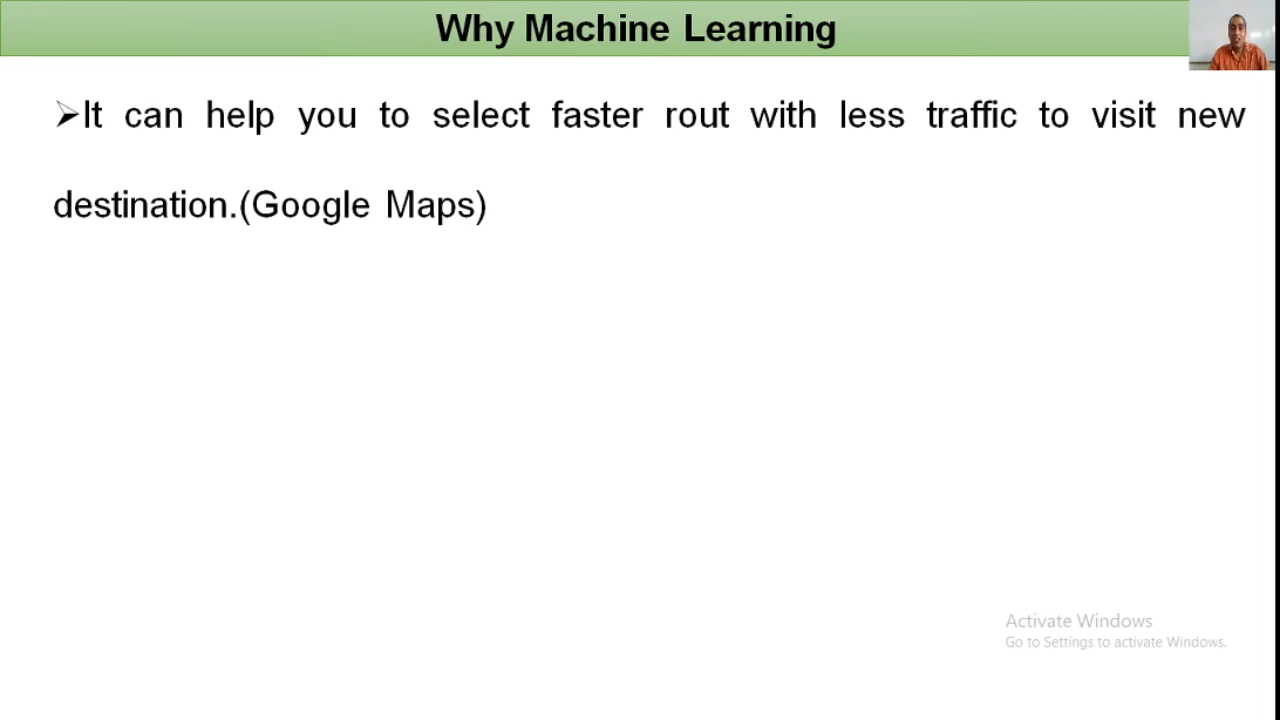 Why Machine Learning
➢It can help you to select faster rout with less traffic to visit new
destination.(Google Maps)
Activate Windows
Go to Settings to activate Windows.